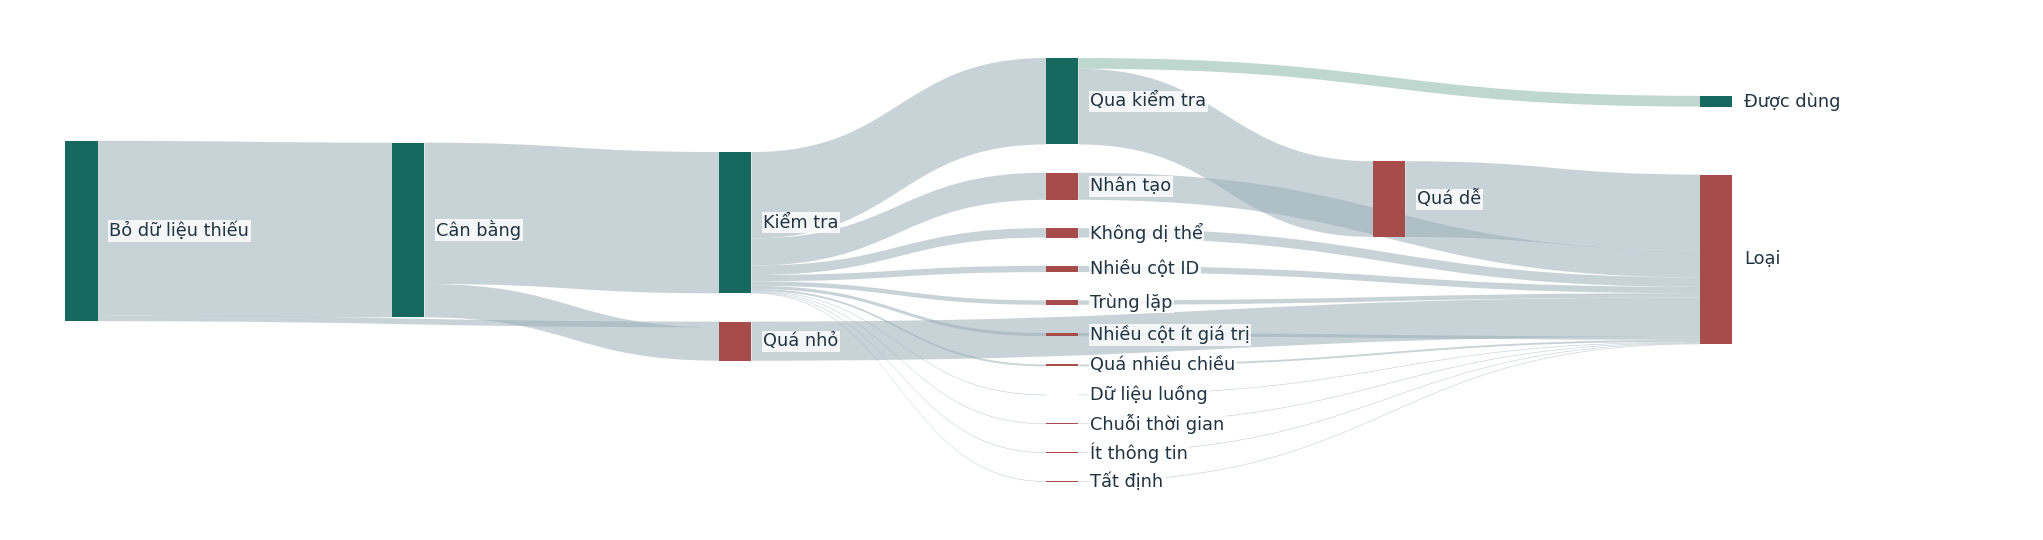 Bỏ dữ liệu thiếu
Cân bằng
Kiểm tra
Quá nhỏ
Qua kiểm tra
Nhân tạo
Không dị thể
Nhiều cột ID
Trùng lặp
Nhiều cột ít giá trị
Quá nhiều chiều
Dữ liệu luồng
Chuỗi thời gian
Ít thông tin
Tất định
Quá dễ
Được dùng
Loại